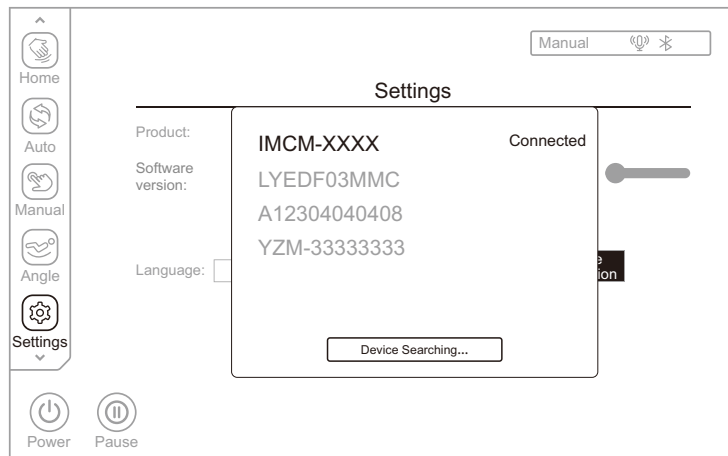 Home
Auto
Manual
Angle
Settings
Power
Pause
Manual
Settings
Product:
Software
version:
Language:
IMCM-XXXX Connected
LYEDF03MMC
A12304040408
YZM-33333333
Device Searching...
e
ion